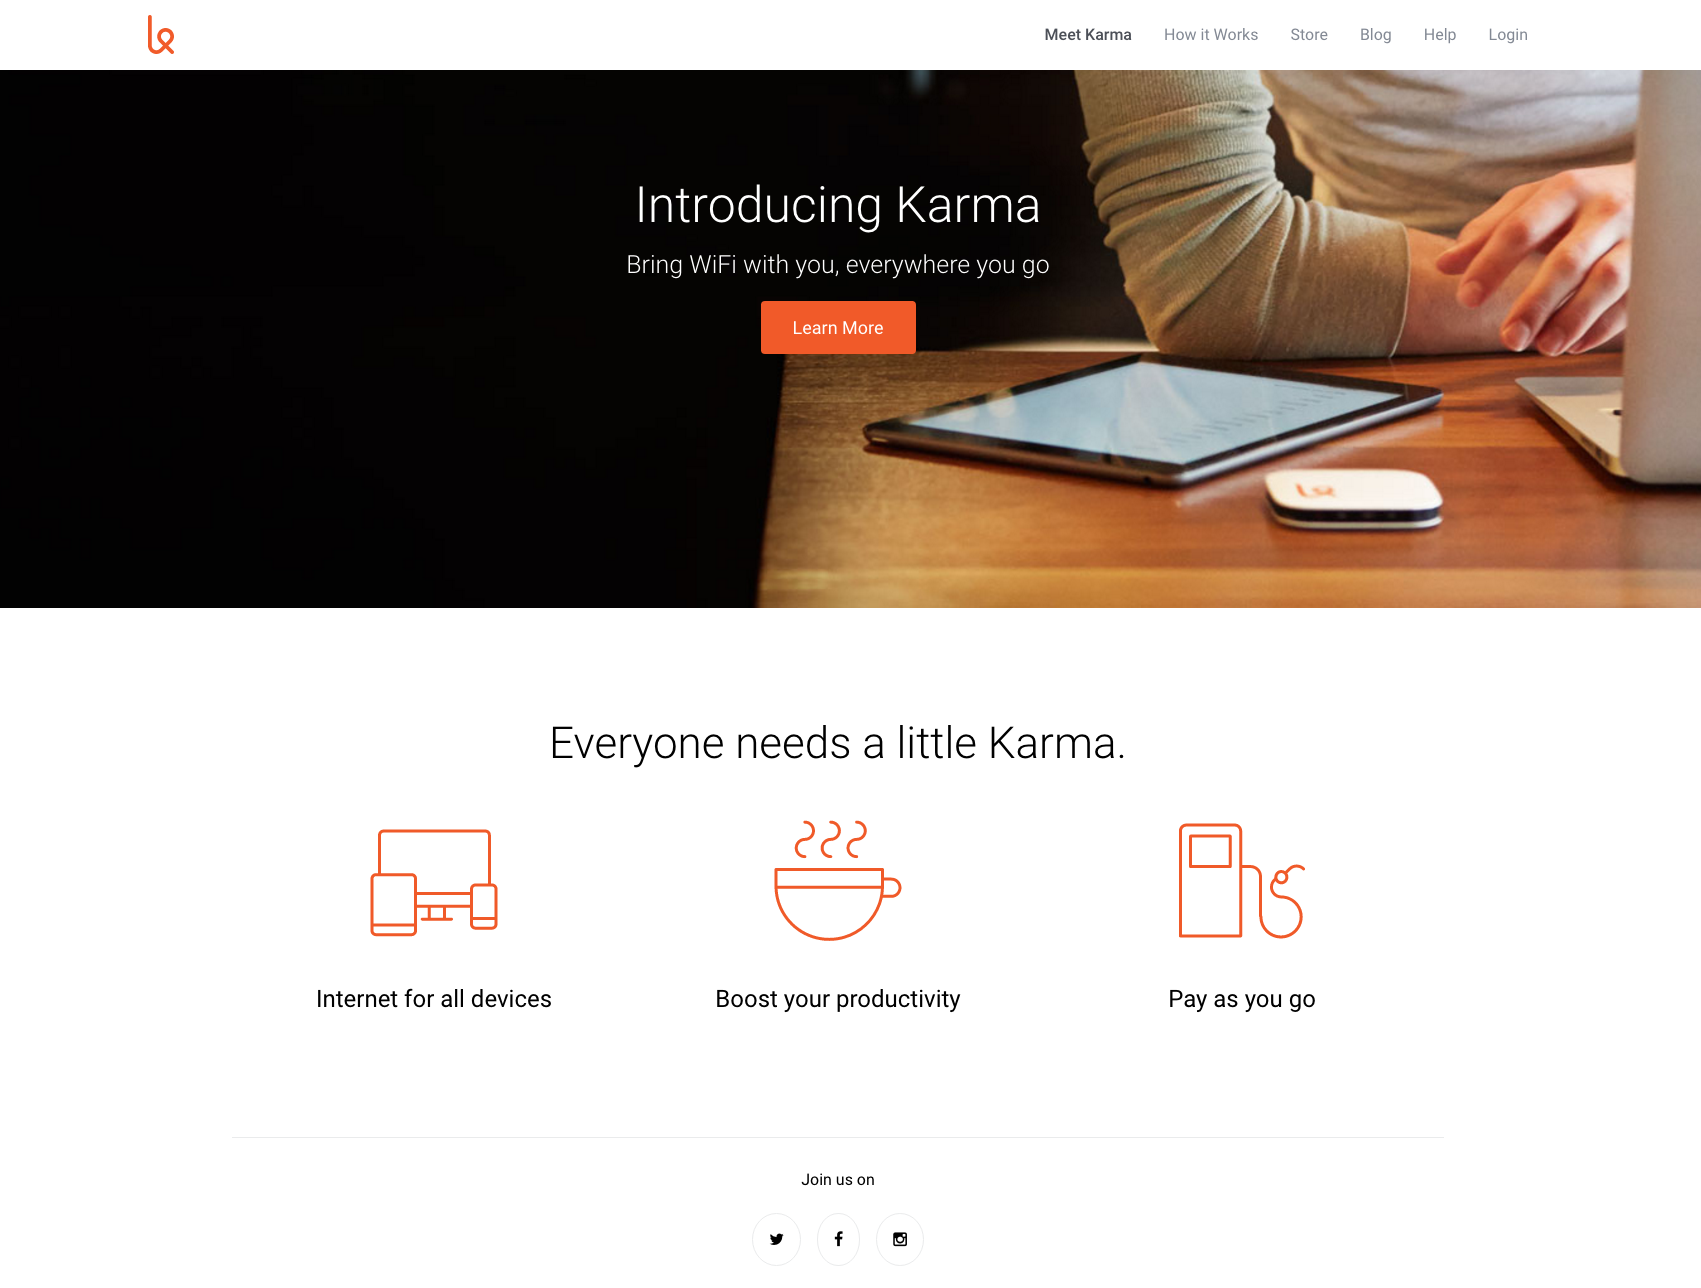 Meet Karma How it Works Store Blog Help Login
Introducing Karma
Bring WiFi with you, everywhere you go
Learn More
Everyone needs a little Karma.
Internet for all devices
Boost your productivity
Pay as you go
Join us on